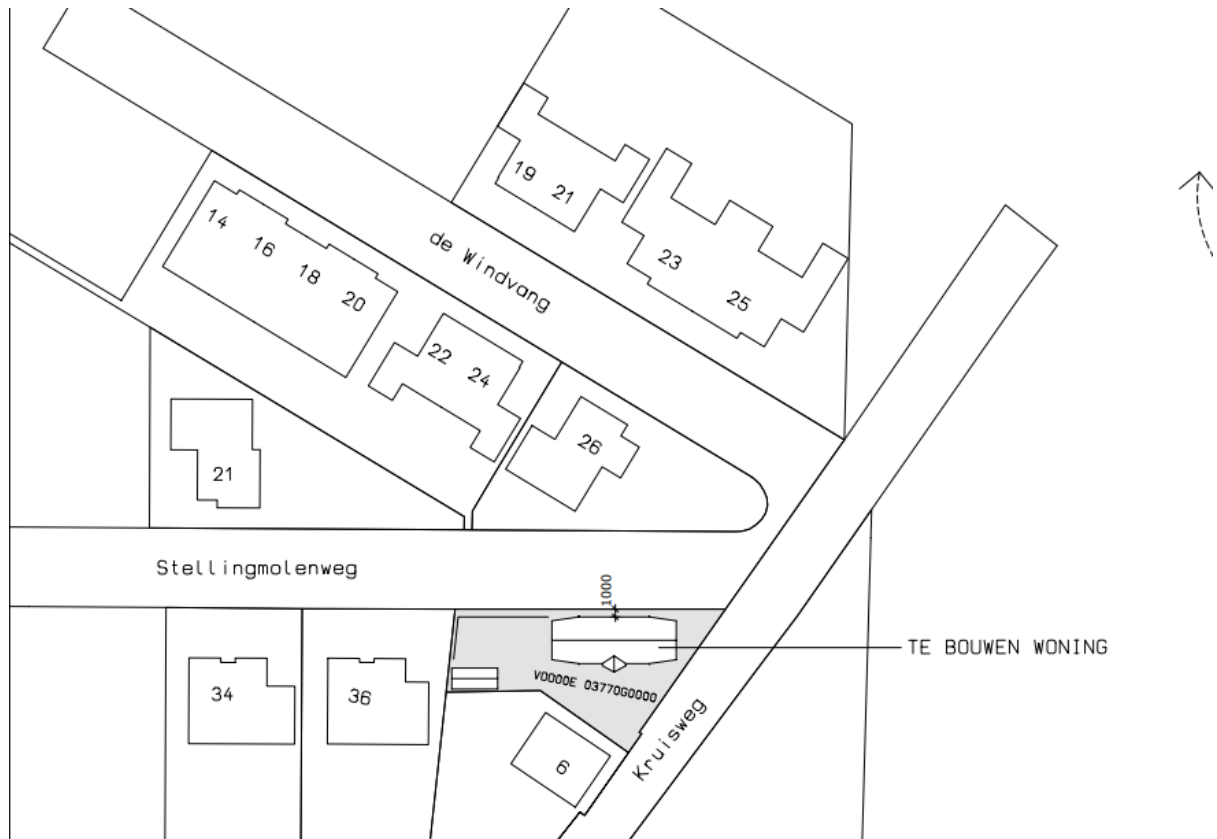 19 21
14 16 18 20
de Windvang
23 25
22 24
26
21
Stellingmolenweg
1000
TE BOUWEN WONING
V0000E 03770G0000
34
36
Kruisweg
6